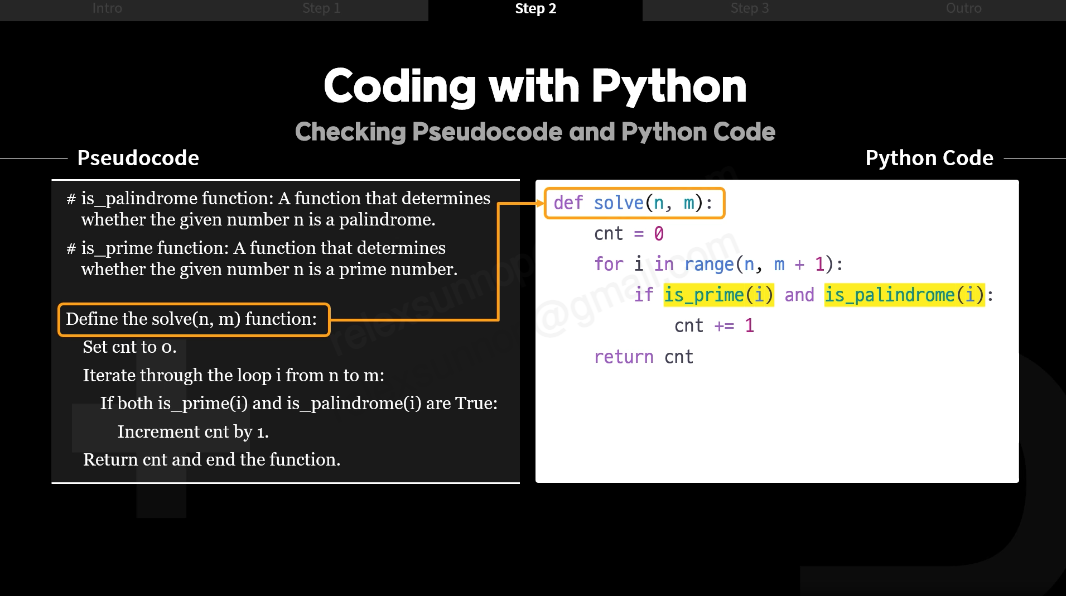 Intro Step 1 Step 2 Step 3 Outro
Coding with Python
Checking Pseudocode and Python Code
Pseudocode
# is_palindrome function: A function that determines
whether the given number n is a palindrome.
# is_prime function: A function that determines
whether the given number n is a prime number.
Define the solve(n, m) function:
Set cnt to 0.
Iterate through the loop i from n to m:
If both is_prime(i) and is_palindrome(i) are True:
Increment cnt by 1.
Return cnt and end the function.
Python Code
def solve(n, m):
cnt = 0
for i in range(n, m + 1):
if is_prime(i) and is_palindrome(i):
cnt += 1
return cnt